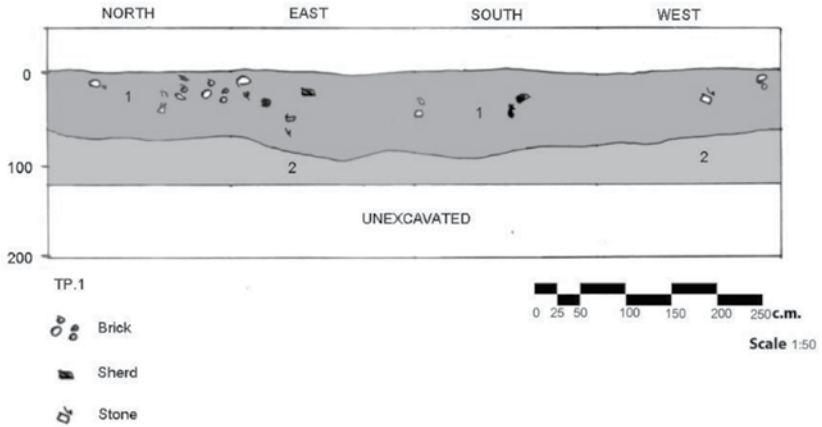 NORTH EAST SOUTH WEST
0
1 1
2 2
100
UNEXCAVATED
200
TP.1
Brick
Sherd
Stone
0 25 50 100 150 200 250 c.m.
Scale 1:50